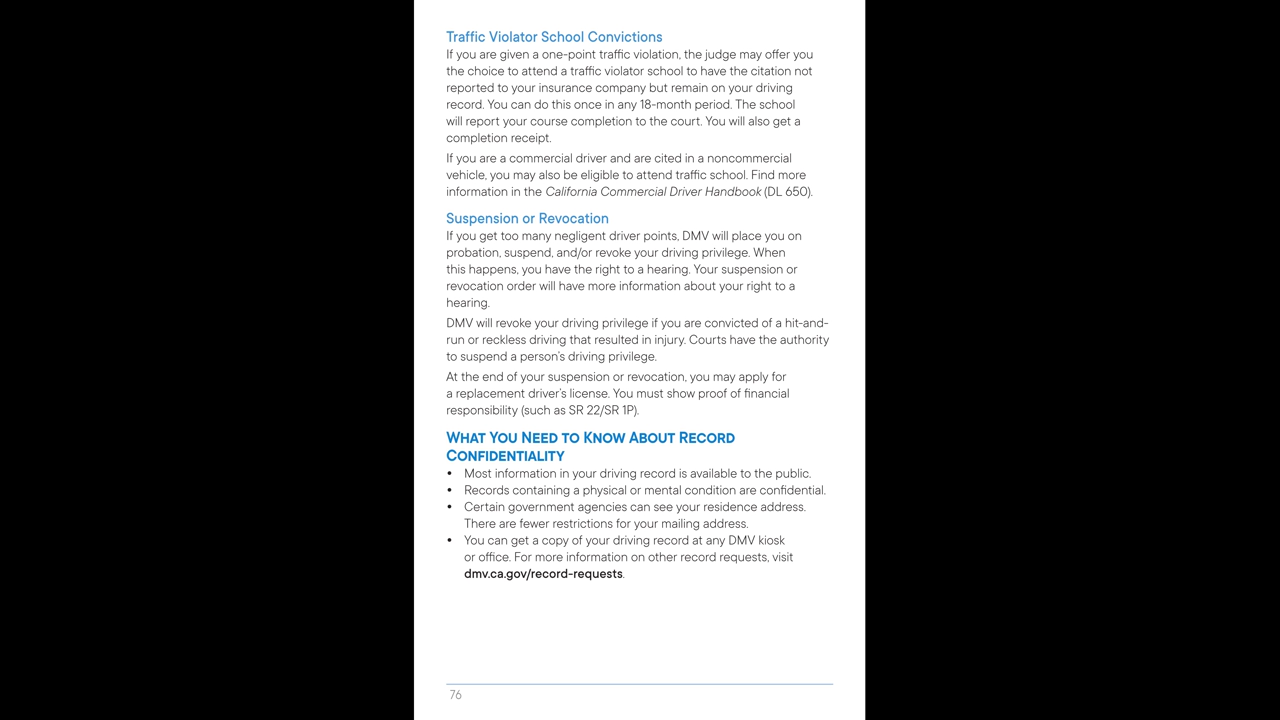 Traffic Violator School Convictions
If you are given a one-point traffic violation, the judge may offer you
the choice to attend a traffic violator school to have the citation not
reported to your insurance company but remain on your driving
record. You can do this once in any 18-month period. The school
will report your course completion to the court. You will also get a
completion receipt.
If you are a commercial driver and are cited in a noncommercial
vehicle, you may also be eligible to attend traffic school. Find more
information in the California Commercial Driver Handbook (DL 650).
Suspension or Revocation
If you get too many negligent driver points, DMV will place you on
probation, suspend, and/or revoke your driving privilege. When
this happens, you have the right to a hearing. Your suspension or
revocation order will have more information about your right to a
hearing.
DMV will revoke your driving privilege if you are convicted of a hit-and-
run or reckless driving that resulted in injury. Courts have the authority
to suspend a person's driving privilege.
At the end of your suspension or revocation, you may apply for
a replacement driver's license. You must show proof of financial
responsibility (such as SR 22/SR 1P).
WHAT YOU NEED TO KNOW ABOUT RECORD
CONFIDENTIALITY
• Most information in your driving record is available to the public.
• Records containing a physical or mental condition are confidential.
• Certain government agencies can see your residence address.
There are fewer restrictions for your mailing address.
• You can get a copy of your driving record at any DMV kiosk
or office. For more information on other record requests, visit
dmv.ca.gov/record-requests.
76